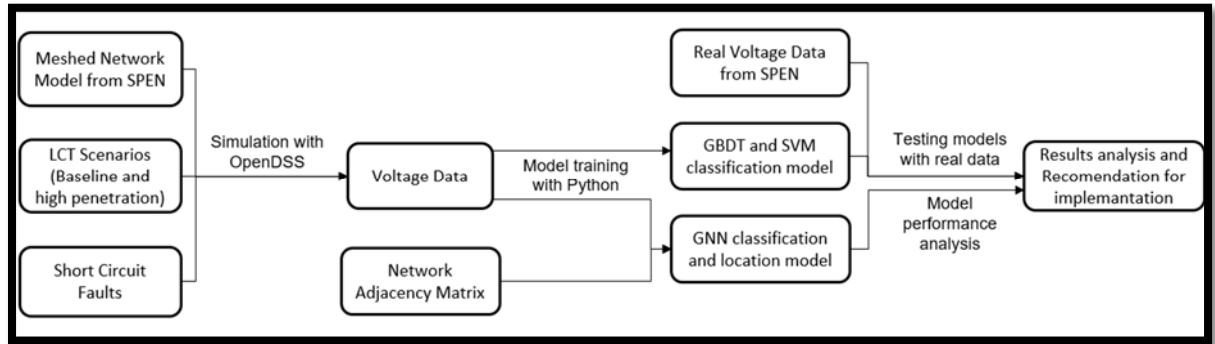 Meshed Network
Model from SPEN
LCT Scenarios
(Baseline and
high penetration)
Short Circuit
Faults
Simulation with
OpenDSS
Voltage Data
Network
Adjacency Matrix
Model training
with Python
Real Voltage Data
from SPEN
GBDT and SVM
classification model
GNN classification
and location model
Testing models
with real data
Model
performance
analysis
Results analysis and
Recomendation for
implemantation